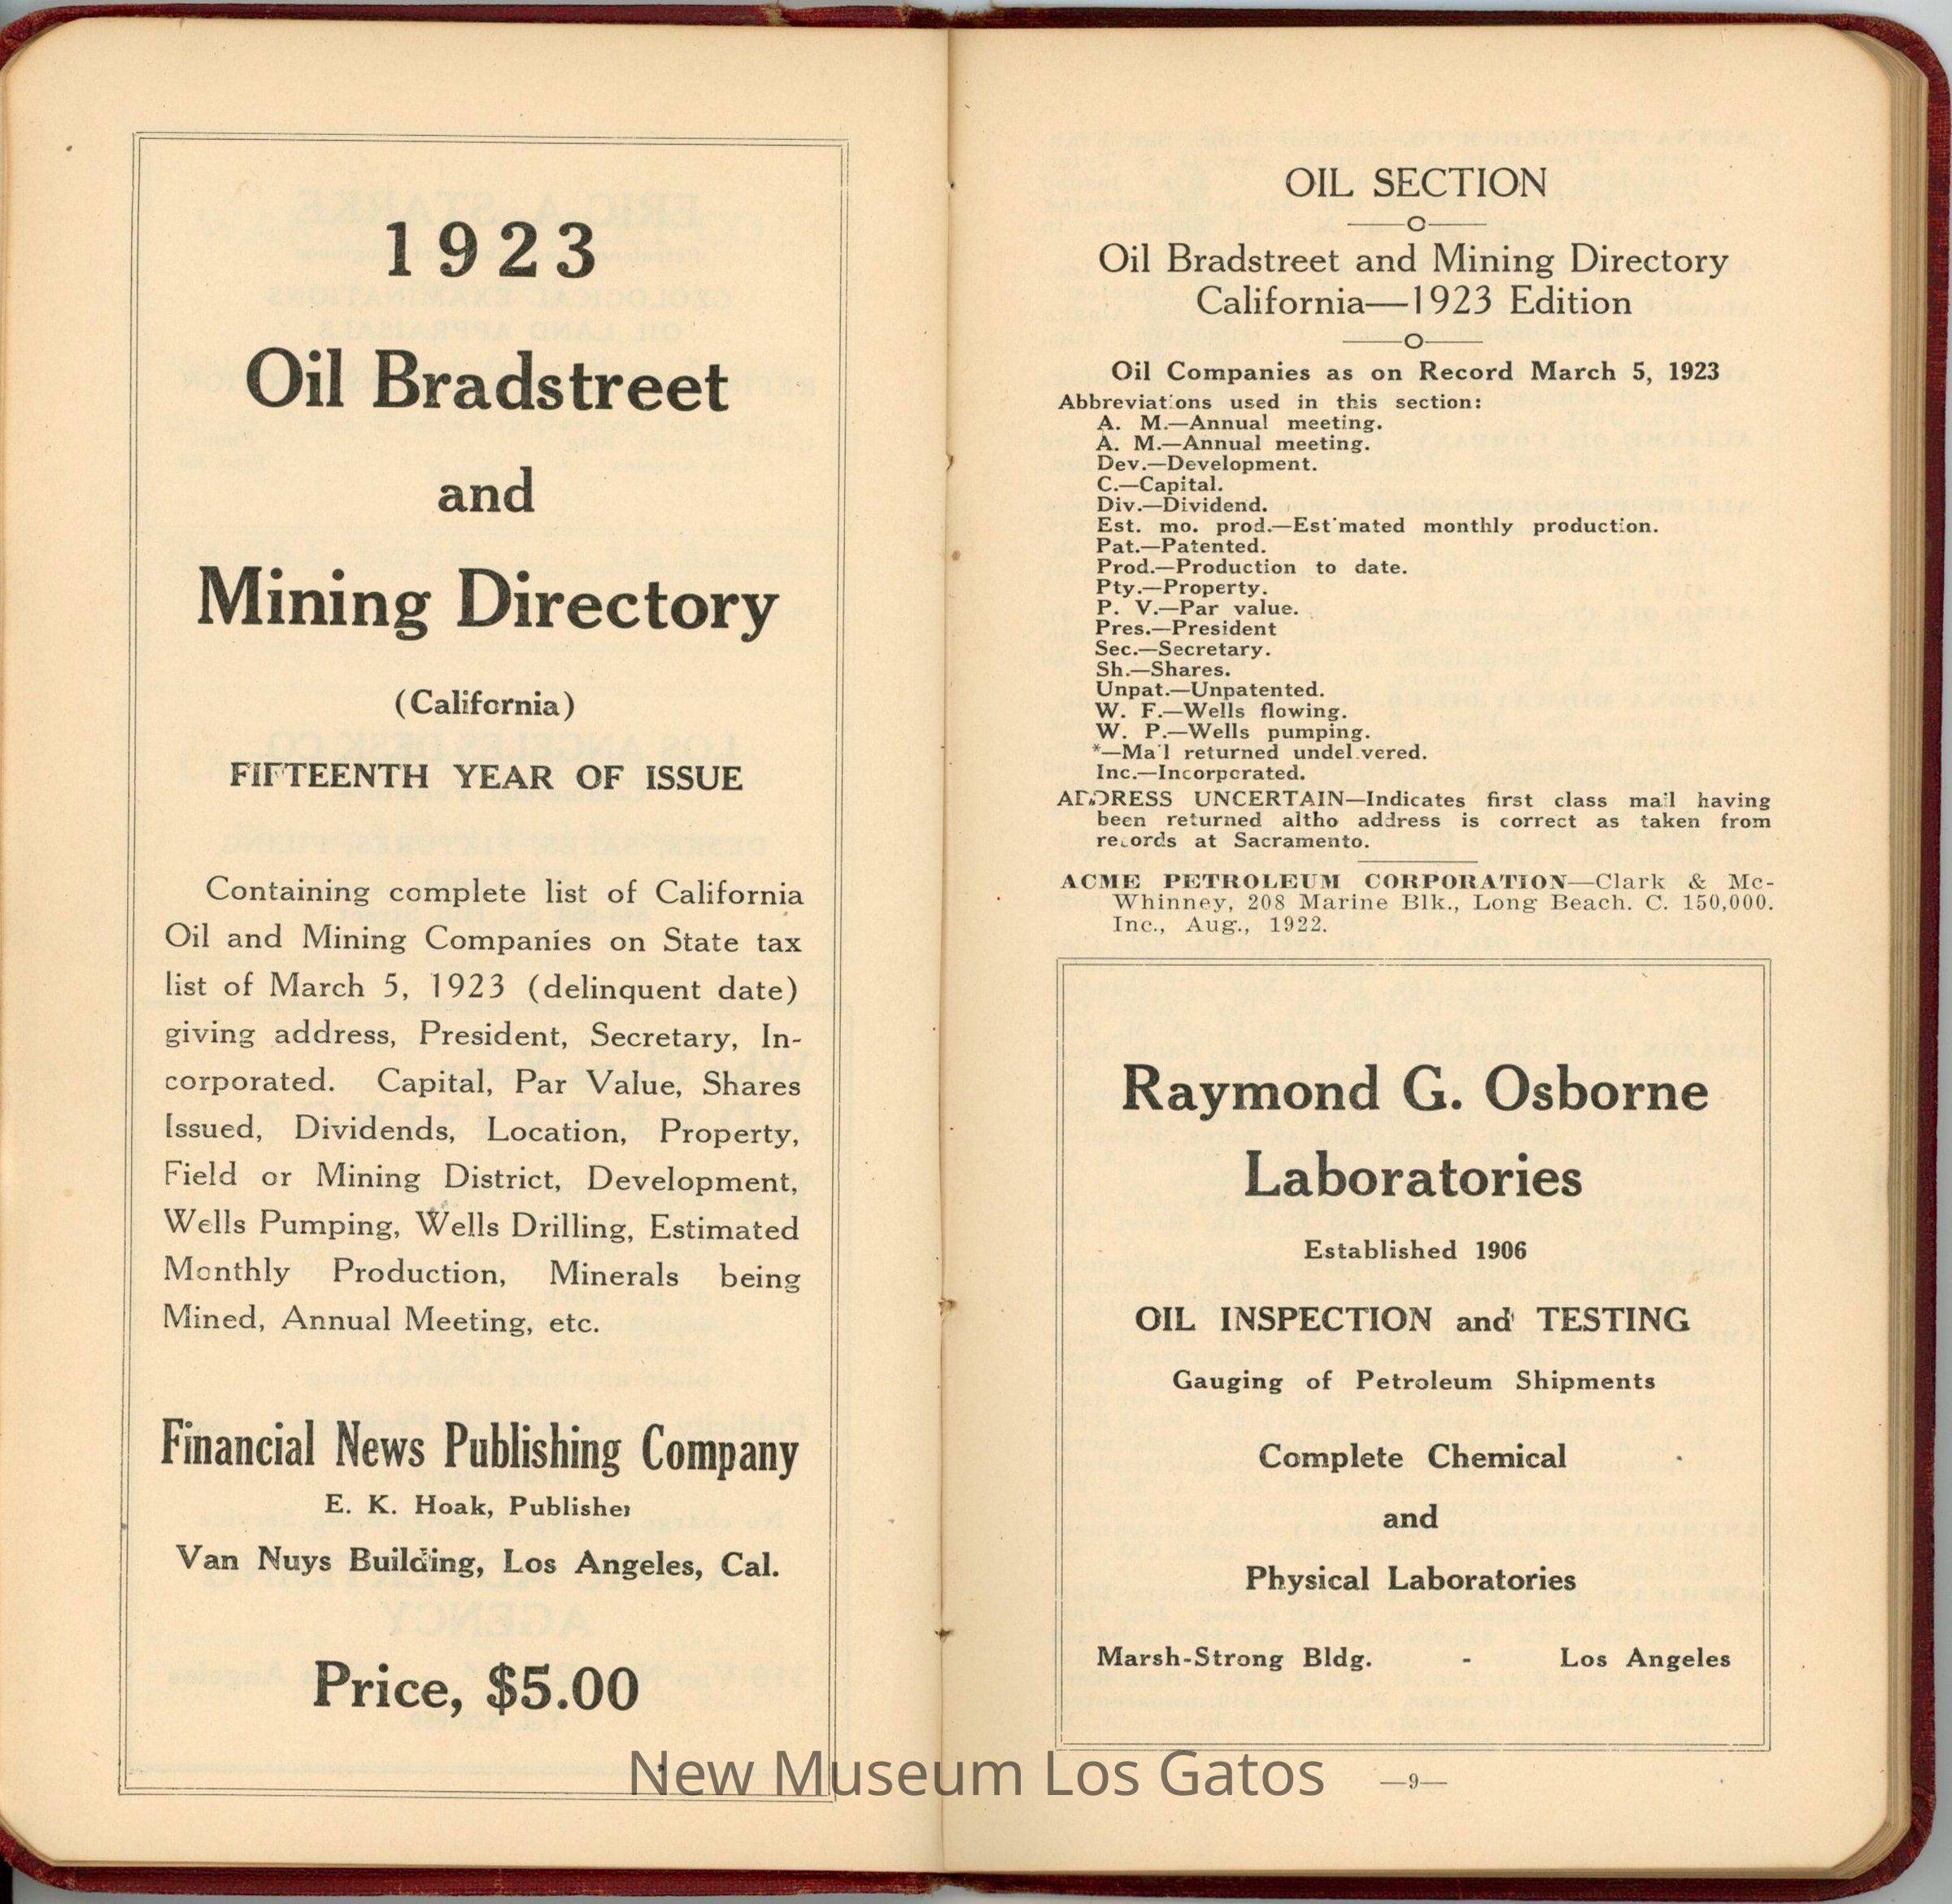 1923
Oil Bradstreet
and
Mining Directory
(California)
FIFTEENTH YEAR OF ISSUE
Containing complete list of California
Oil and Mining Companies on State tax
list of March 5, 1923 (delinquent date)
giving address, President, Secretary, In-
corporated. Capital, Par Value, Shares
Issued, Dividends, Location, Property,
Field or Mining District, Development,
Wells Pumping, Wells Drilling, Estimated
Monthly Production, Minerals being
Mined, Annual Meeting, etc.
Financial News Publishing Company
E. K. Hoak, Publisher
Van Nuys Building, Los Angeles, Cal.
Price, $5.00
OIL SECTION
Oil Bradstreet and Mining Directory
California—1923 Edition
Oil Companies as on Record March 5, 1923
Abbreviations used in this section:
A. M.—Annual meeting.
A. M.—Annual meeting.
Dev.—Development.
C.—Capital.
Div.—Dividend.
Est. mo. prod.—Estimated monthly production.
Pat.—Patented.
Prod.—Production to date.
Pty.—Property.
P. V.—Par value.
Pres.—President
Sec.—Secretary.
Sh.—Shares.
Unpat.—Unpatented.
W. F.—Wells flowing.
W. P.—Wells pumping.
*—Mail returned undelivered.
Inc.—Incorporated.
ADDRESS UNCERTAIN—Indicates first class mail having
been returned altho address is correct as taken from
records at Sacramento.
ACME PETROLEUM CORPORATION—Clark & Mc-
Whinney, 208 Marine Blk., Long Beach. C. 150,000.
Inc., Aug., 1922.
Raymond G. Osborne
Laboratories
Established 1906
OIL INSPECTION and TESTING
Gauging of Petroleum Shipments
Complete Chemical
and
Physical Laboratories
Marsh-Strong Bldg. - Los Angeles
—9—
New Museum Los Gatos